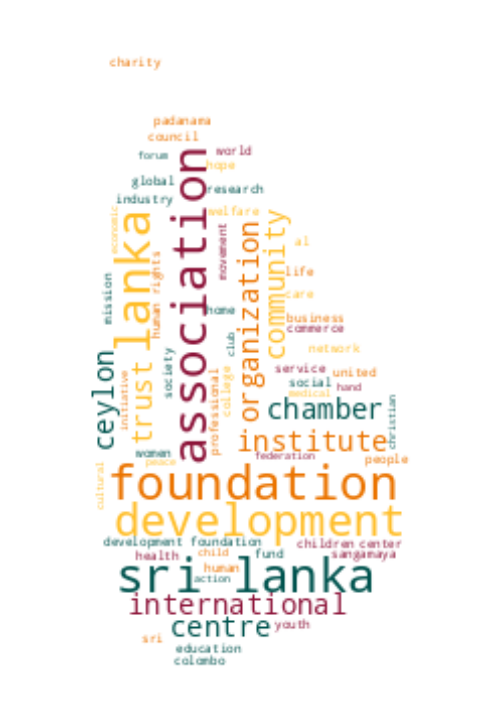 charity
padanama
council
forum
world
hope
global
research
industry
welfare
economic
lanka
association
movement
organization
community
al
human rights
life
mission
care
home
business
commerce
club
network
ceylon
trust
initiative
society
professional
college
service
united
social
hand
medical
chamber
christian
institute
women
peace
federation
people
cultural
foundation
development
development foundation
children center
health
child
fund
sangamaya
human
sri lanka
action
international
centre
youth
sri
education
colombo